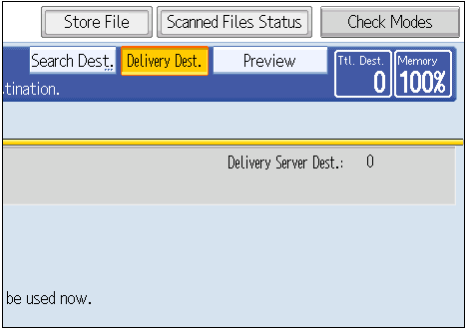 Store File Scanned Files Status Check Modes
Search Dest. Delivery Dest. Preview Ttl. Dest. 0 Memory 100%
tination.
Delivery Server Dest.: 0
be used now.